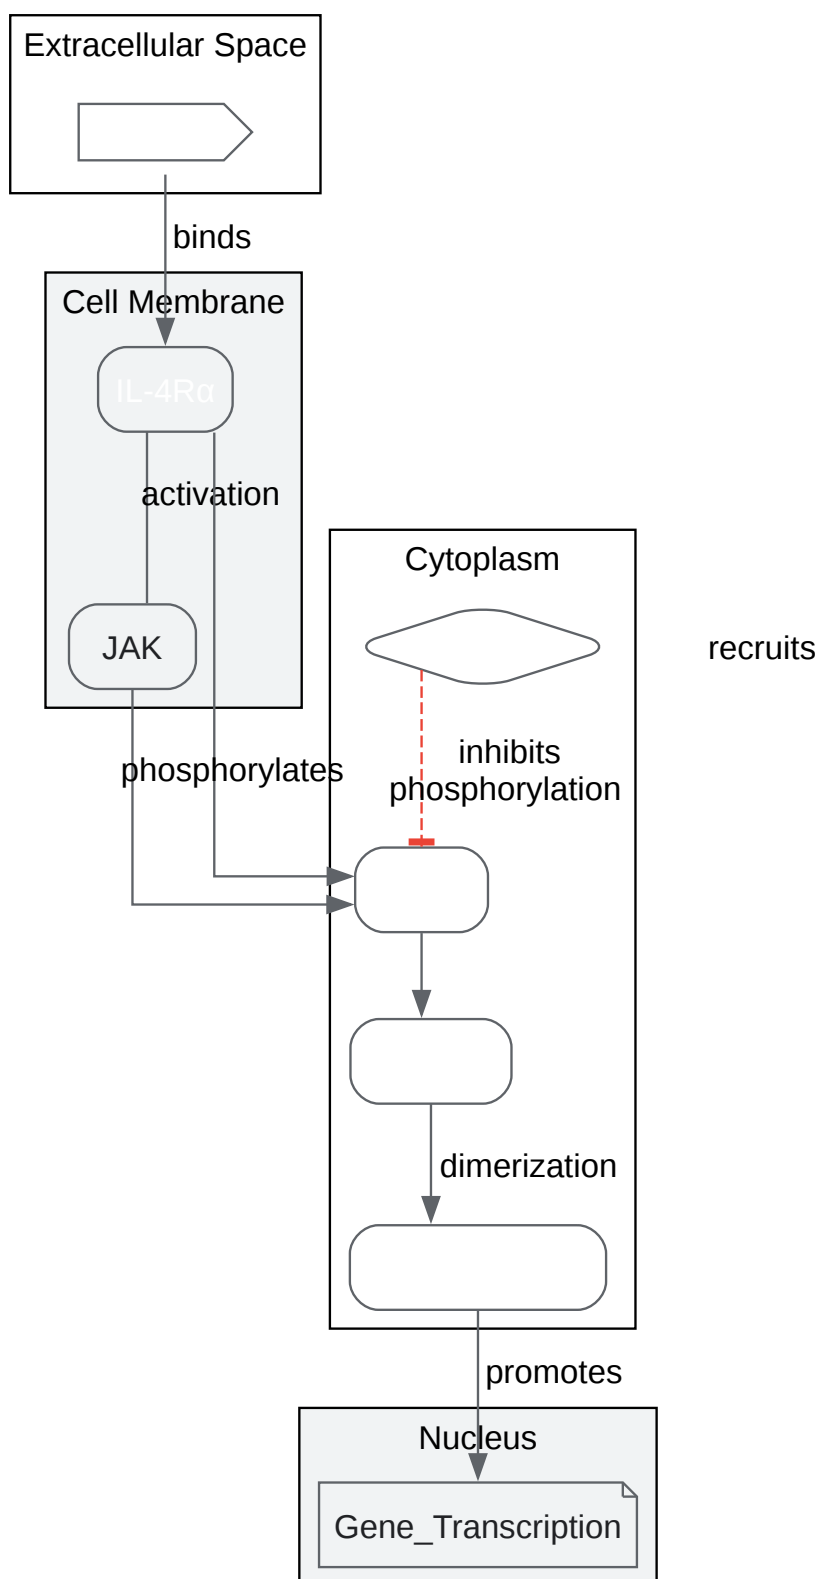 Extracellular Space
binds
Cell Membrane
IL-4Rα
activation
Cytoplasm
JAK
recruits
inhibits
phosphorylation
phosphorylates
dimerization
promotes
Nucleus
Gene_Transcription